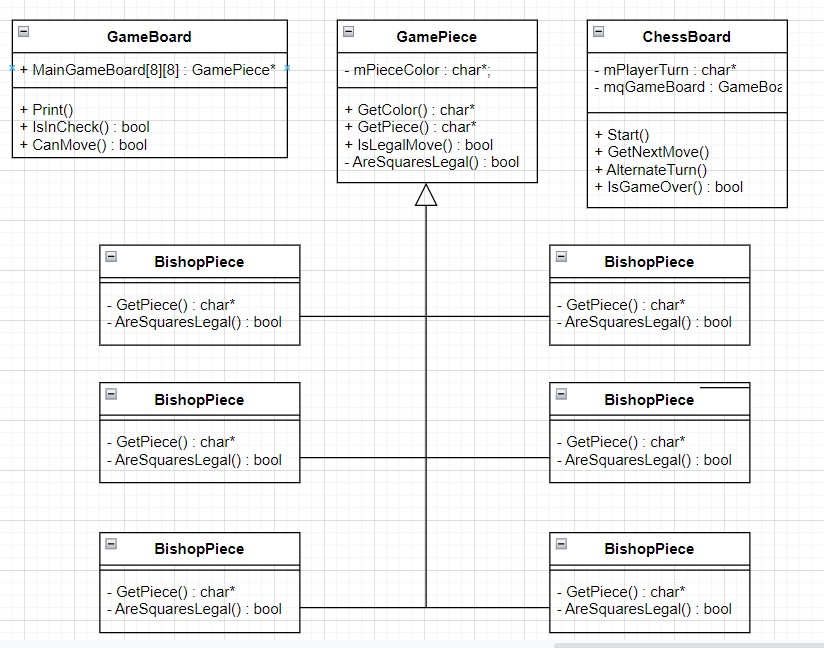 GameBoard
+ MainGameBoard[8][8] : GamePiece*
+ Print()
+ IsInCheck() : bool
+ CanMove() : bool
GamePiece
- mPieceColor : char*;
+ GetColor() : char*
+ GetPiece() : char*
+ IsLegalMove() : bool
- AreSquaresLegal() : bool
ChessBoard
- mPlayerTurn : char*
- mqGameBoard : GameBoa
+ Start()
+ GetNextMove()
+ AlternateTurn()
+ IsGameOver() : bool
BishopPiece
- GetPiece() : char*
- AreSquaresLegal() : bool
BishopPiece
- GetPiece() : char*
- AreSquaresLegal() : bool
BishopPiece
- GetPiece() : char*
- AreSquaresLegal() : bool
BishopPiece
- GetPiece() : char*
- AreSquaresLegal() : bool
BishopPiece
- GetPiece() : char*
- AreSquaresLegal() : bool
BishopPiece
- GetPiece() : char*
- AreSquaresLegal() : bool